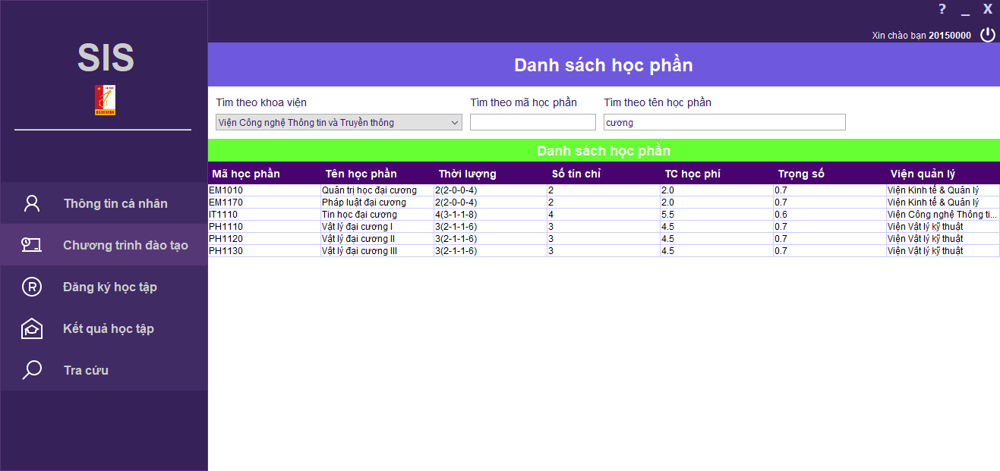 ? _ X
Xin chào bạn 20150000
SIS
BÁCH KHOA
Danh sách học phần
Tìm theo khoa viện Tìm theo mã học phần Tìm theo tên học phần
Viện Công nghệ Thông tin và Truyền thông cương
Danh sách học phần
Mã học phần Tên học phần Thời lượng Số tín chỉ TC học phí Trọng số Viện quản lý
EM1010 Quản trị học đại cương 2(2-0-0-4) 2 2.0 0.7 Viện Kinh tế & Quản lý
EM1170 Pháp luật đại cương 2(2-0-0-4) 2 2.0 0.7 Viện Kinh tế & Quản lý
IT1110 Tin học đại cương 4(3-1-1-8) 4 5.5 0.6 Viện Công nghệ Thông ti...
PH1110 Vật lý đại cương I 3(2-1-1-6) 3 4.5 0.7 Viện Vật lý kỹ thuật
PH1120 Vật lý đại cương II 3(2-1-1-6) 3 4.5 0.7 Viện Vật lý kỹ thuật
PH1130 Vật lý đại cương III 3(2-1-1-6) 3 4.5 0.7 Viện Vật lý kỹ thuật
Thông tin cá nhân
Chương trình đào tạo
R Đăng ký học tập
Kết quả học tập
Tra cứu